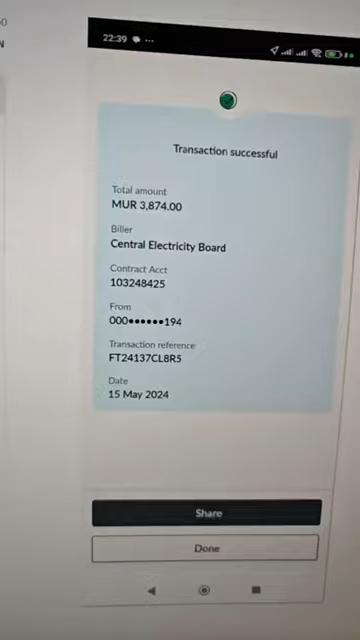 22:39
Transaction successful
Total amount
MUR 3,874.00
Biller
Central Electricity Board
Contract Acct
103248425
From
000••••••194
Transaction reference
FT24137CL8R5
Date
15 May 2024
Share
Done